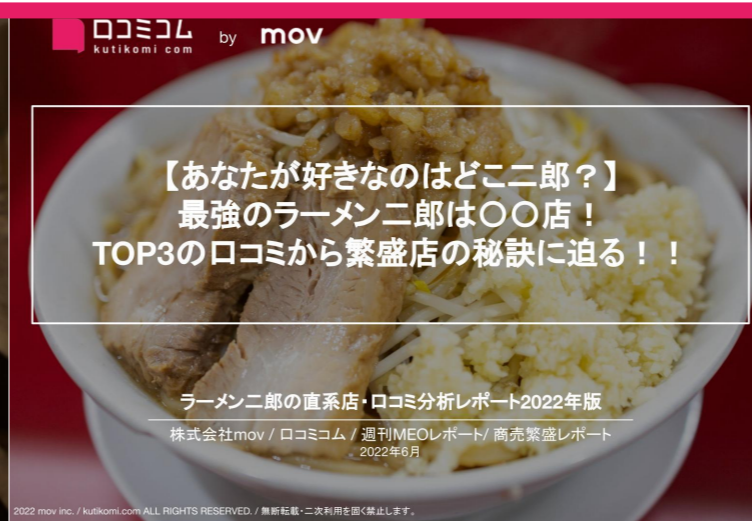 口コミコム
kutikomi com
by mov
【あなたが好きなのはどこ二郎？】
最強のラーメン二郎は〇〇店！
TOP3の口コミから繁盛店の秘訣に迫る！！
ラーメン二郎の直系店・口コミ分析レポート2022年版
株式会社mov / 口コミコム / 週刊MEOレポート/ 商売繁盛レポート
2022年6月
2022 mov inc. / kutikomi.com ALL RIGHTS RESERVED. / 無断転載・二次利用を固く禁止します。